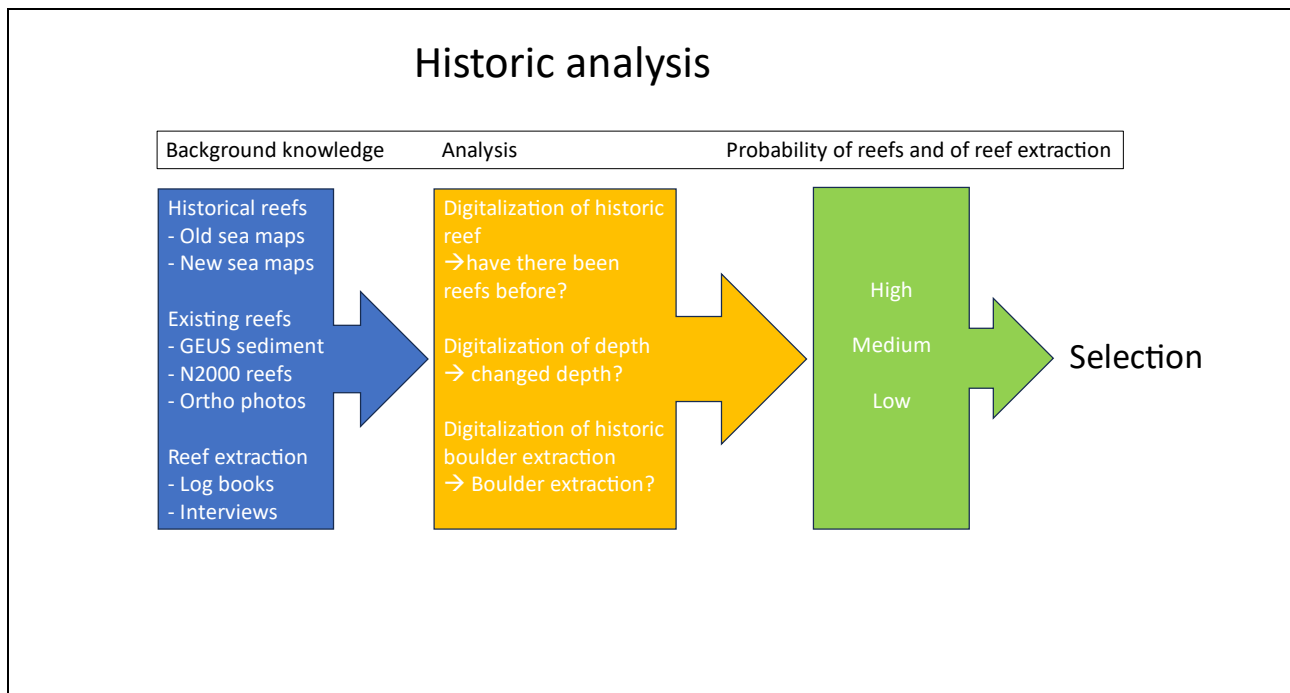 Historic analysis
Background knowledge
Analysis
Probability of reefs and of reef extraction
Historical reefs
- Old sea maps
- New sea maps
Existing reefs
- GEUS sediment
- N2000 reefs
- Ortho photos
Reef extraction
- Log books
- Interviews
Digitalization of historic
reef
→have there been
reefs before?
Digitalization of depth
→ changed depth?
Digitalization of historic
boulder extraction
→ Boulder extraction?
High
Medium
Low
Selection